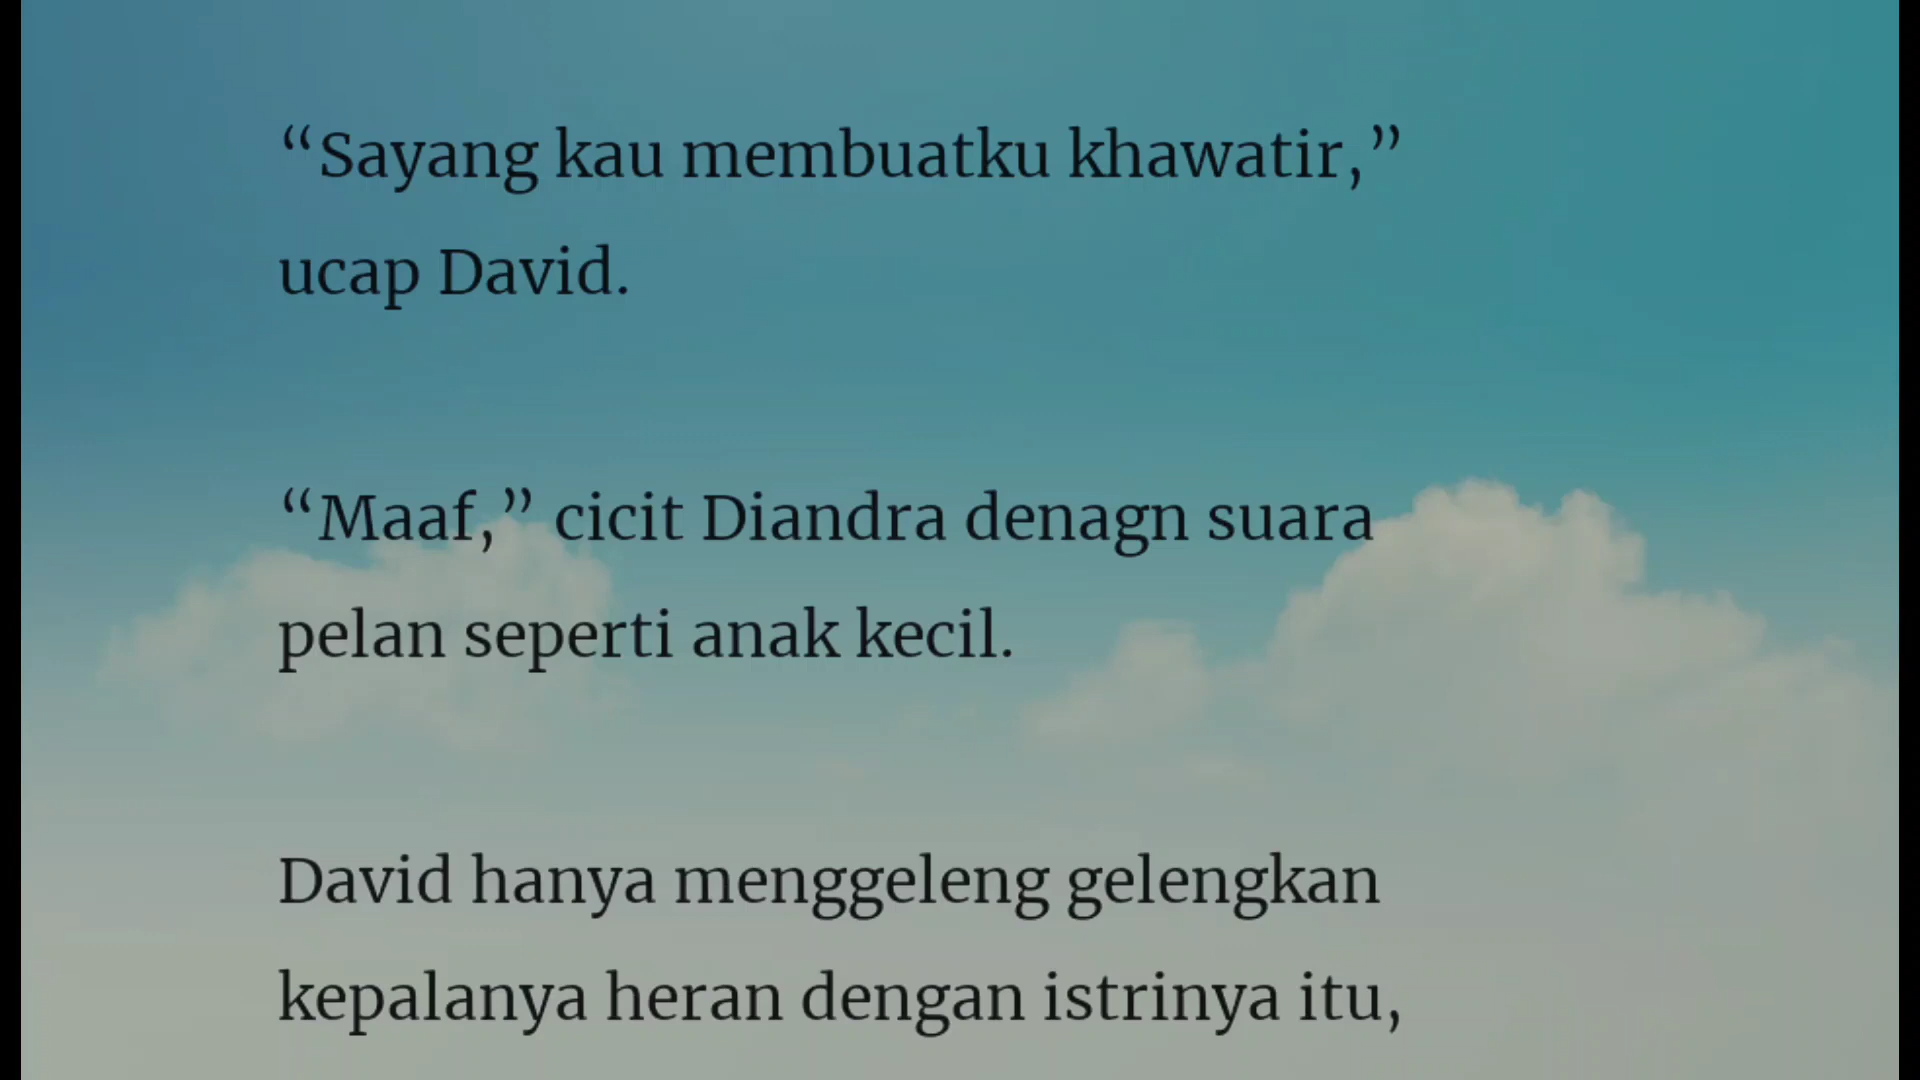 “Sayang kau membuatku khawatir,”
ucap David.
“Maaf,” cicit Diandra denagn suara
pelan seperti anak kecil.
David hanya menggeleng gelengkan
kepalanya heran dengan istrinya itu,